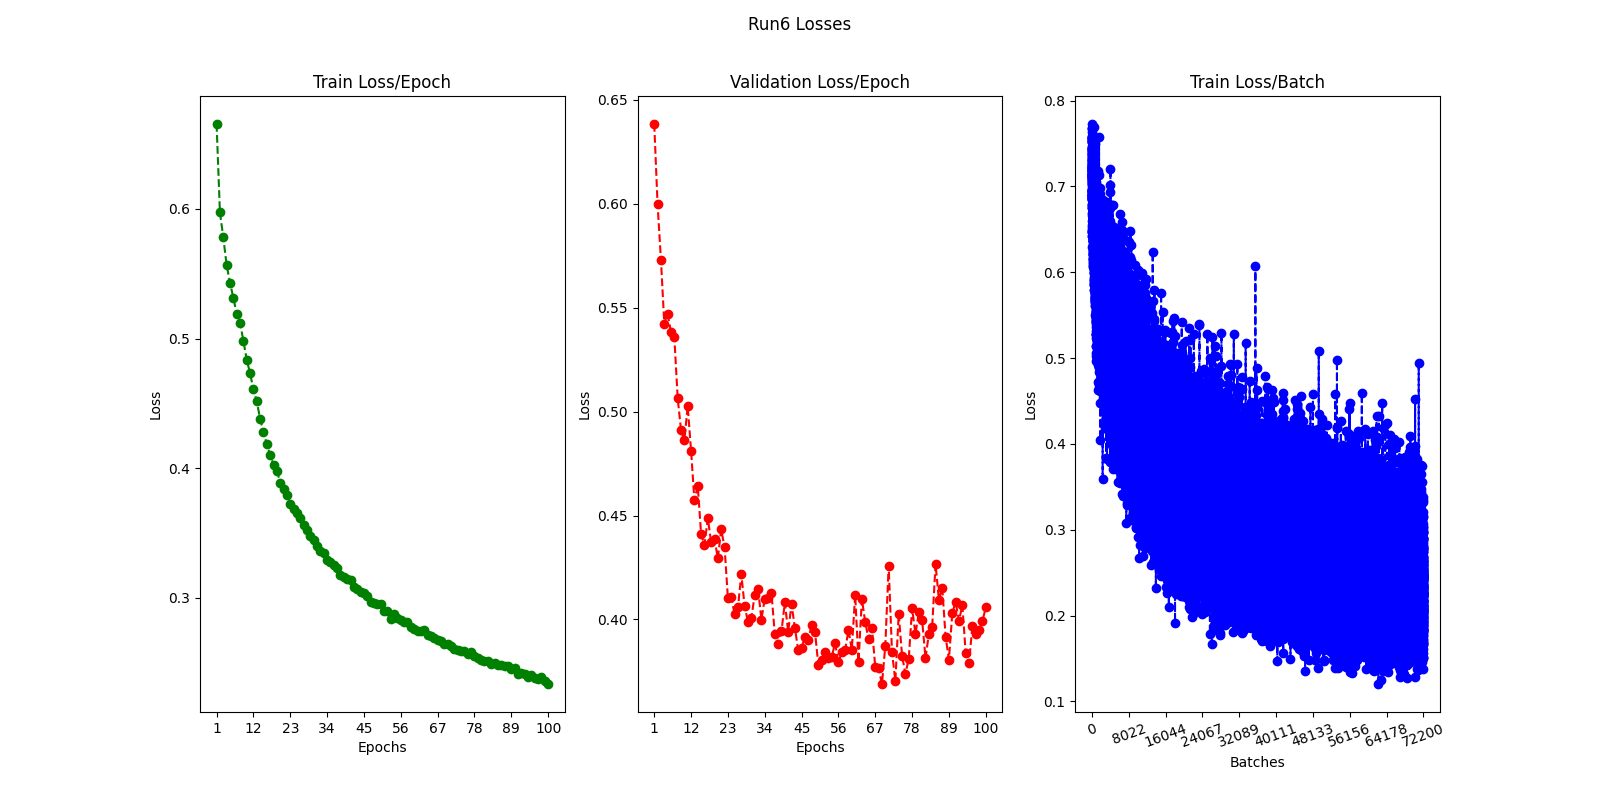 Run6 Losses
Train Loss/Epoch
Loss
0.6
0.5
0.4
0.3
1 12 23 34 45 56 67 78 89 100
Epochs
Validation Loss/Epoch
Loss
0.65
0.60
0.55
0.50
0.45
0.40
1 12 23 34 45 56 67 78 89 100
Epochs
Train Loss/Batch
Loss
0.8
0.7
0.6
0.5
0.4
0.3
0.2
0.1
0 8022 16044 24067 32089 40111 48133 56156 64178 72200
Batches